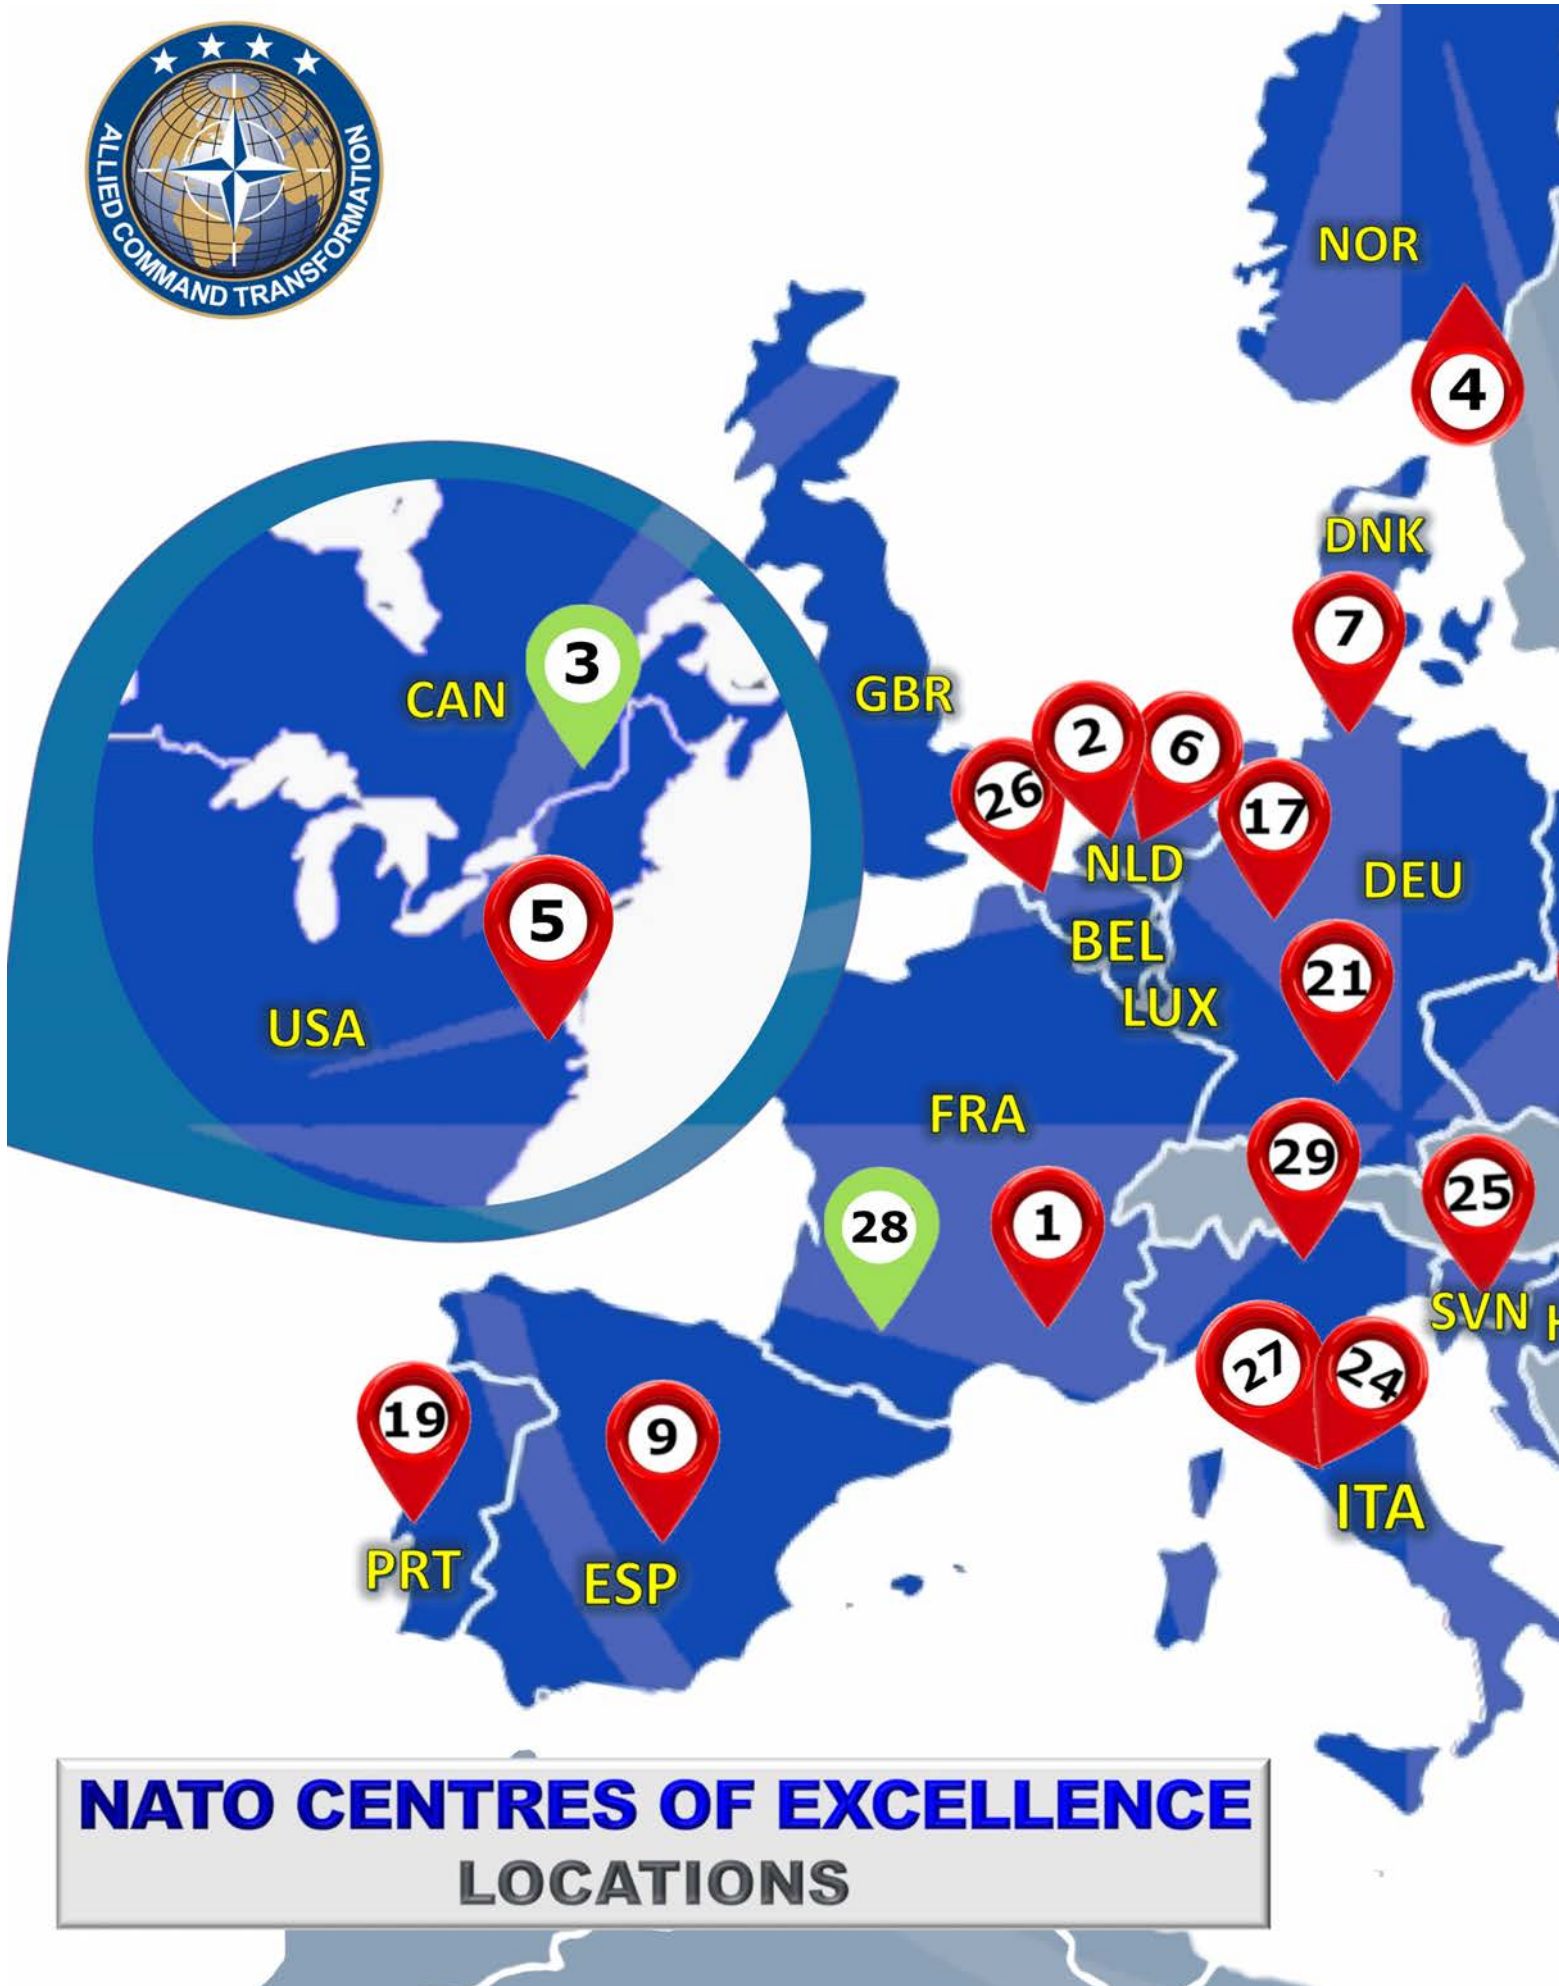 ALLIED COMMAND TRANSFORMATION
NOR
4
DNK
7
3
CAN
GBR
2
6
26
17
NLD
DEU
5
BEL
21
LUX
USA
FRA
29
25
28
1
SVN H
27
24
19
9
ITA
PRT
ESP
NATO CENTRES OF EXCELLENCE
LOCATIONS